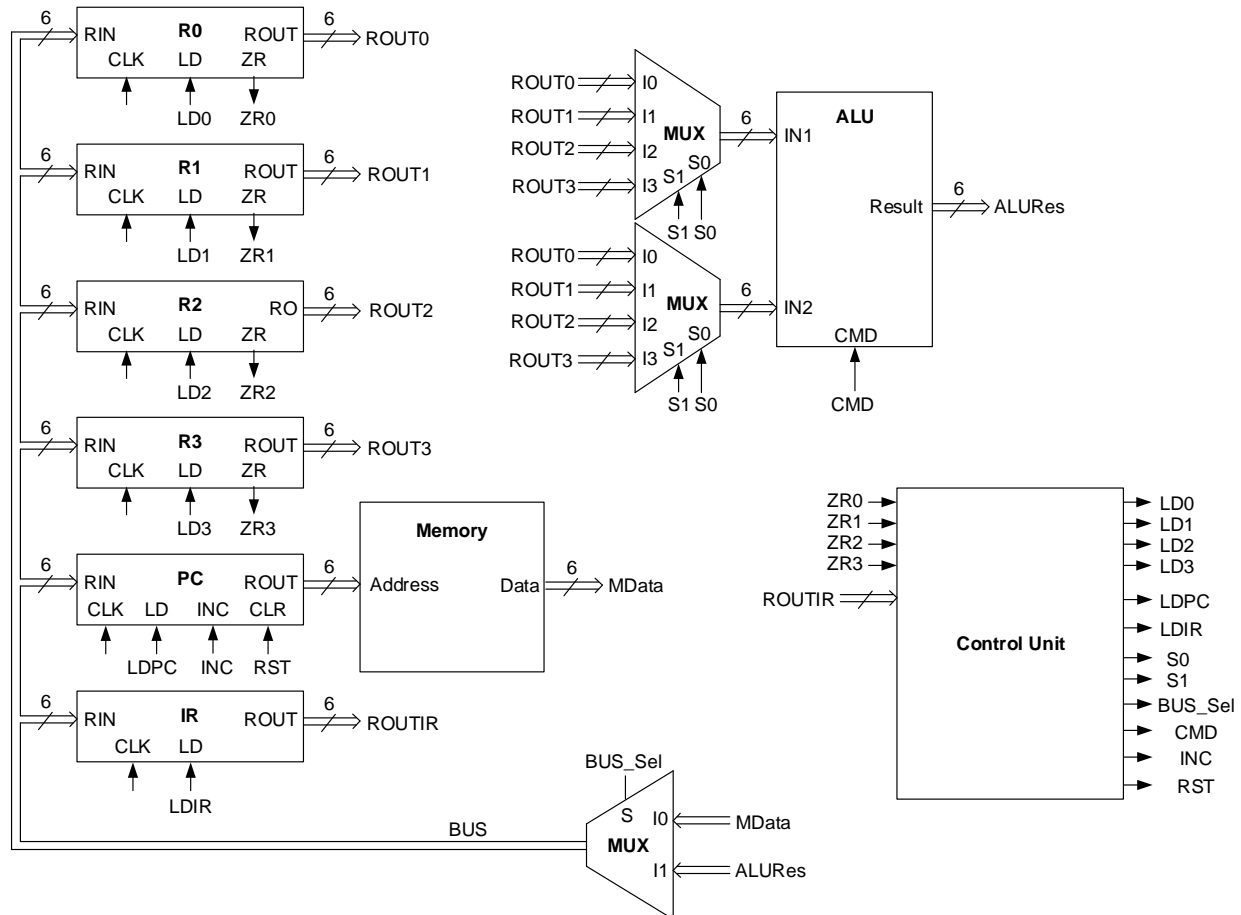 6 RIN R0 ROUT 6 ROUT0
CLK LD ZR
LD0 ZR0
6 RIN R1 ROUT 6 ROUT1
CLK LD ZR
LD1 ZR1
6 RIN R2 RO 6 ROUT2
CLK LD ZR
LD2 ZR2
6 RIN R3 ROUT 6 ROUT3
CLK LD ZR
LD3 ZR3
6 RIN PC ROUT 6
CLK LD INC CLR
LDPC INC RST
6 RIN IR ROUT 6 ROUTIR
CLK LD
LDIR
Memory
Address Data 6 MData
ROUT0 I0
ROUT1 I1
MUX 6
ROUT2 I2
ROUT3 I3
S1 S0
S1 S0
ROUT0 I0
ROUT1 I1
MUX 6
ROUT2 I2
ROUT3 I3
S1 S0
S1 S0
ALU
IN1
Result 6 ALURes
IN2
CMD
CMD
ZR0
ZR1
ZR2
ZR3
ROUTIR
Control Unit
LD0
LD1
LD2
LD3
LDPC
LDIR
S0
S1
BUS_Sel
CMD
INC
RST
BUS_Sel
S I0 MData
BUS MUX
I1 ALURes